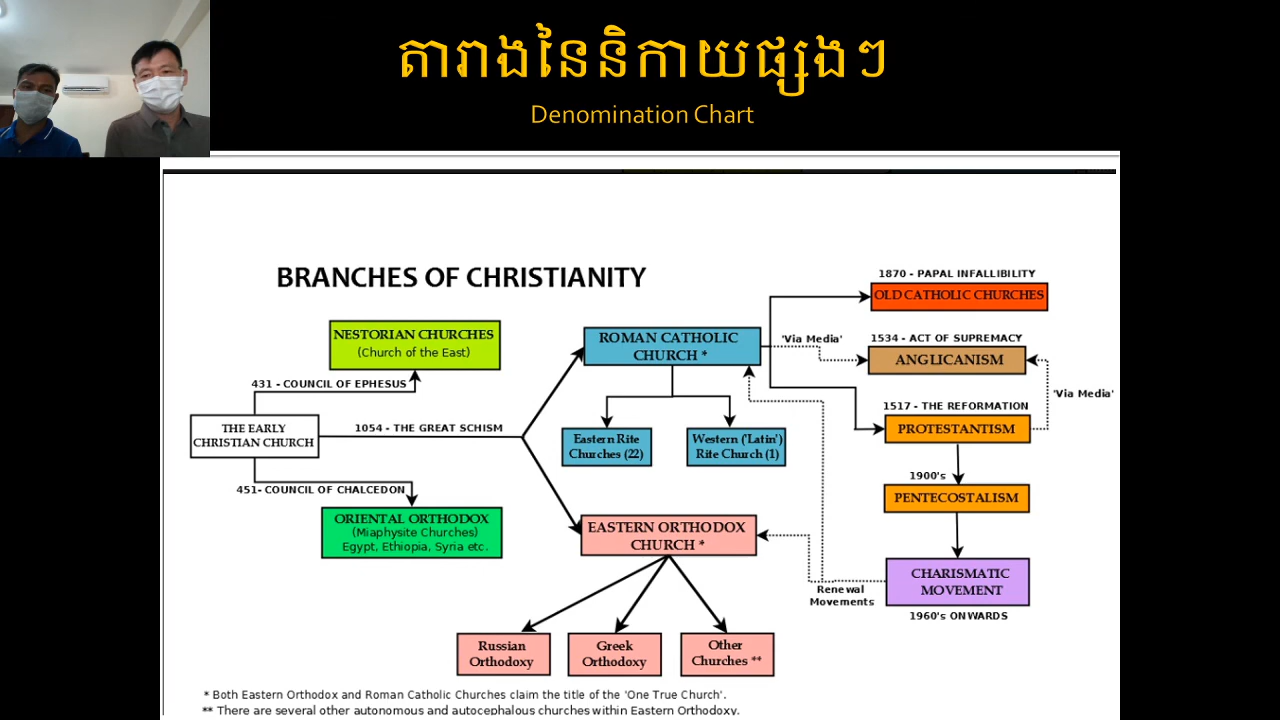 តារាងនៃនិកាយផ្សេងៗ
Denomination Chart
BRANCHES OF CHRISTIANITY
1870 - PAPAL INFALLIBILITY
OLD CATHOLIC CHURCHES
NESTORIAN CHURCHES
(Church of the East)
ROMAN CATHOLIC
CHURCH *
'Via Media'
1534 - ACT OF SUPREMACY
ANGLICANISM
431 - COUNCIL OF EPHESUS
'Via Media'
1517 - THE REFORMATION
PROTESTANTISM
THE EARLY
CHRISTIAN CHURCH
1054 - THE GREAT SCHISM
Eastern Rite
Churches (22)
Western ('Latin')
Rite Church (1)
1900's
PENTECOSTALISM
451- COUNCIL OF CHALCEDON
ORIENTAL ORTHODOX
(Miaphysite Churches)
Egypt, Ethiopia, Syria etc.
EASTERN ORTHODOX
CHURCH *
CHARISMATIC
MOVEMENT
Renewal
Movements
1960's ONWARDS
Russian
Orthodoxy
Greek
Orthodoxy
Other
Churches **
* Both Eastern Orthodox and Roman Catholic Churches claim the title of the 'One True Church'.
** There are several other autonomous and autocephalous churches within Eastern Orthodoxy.